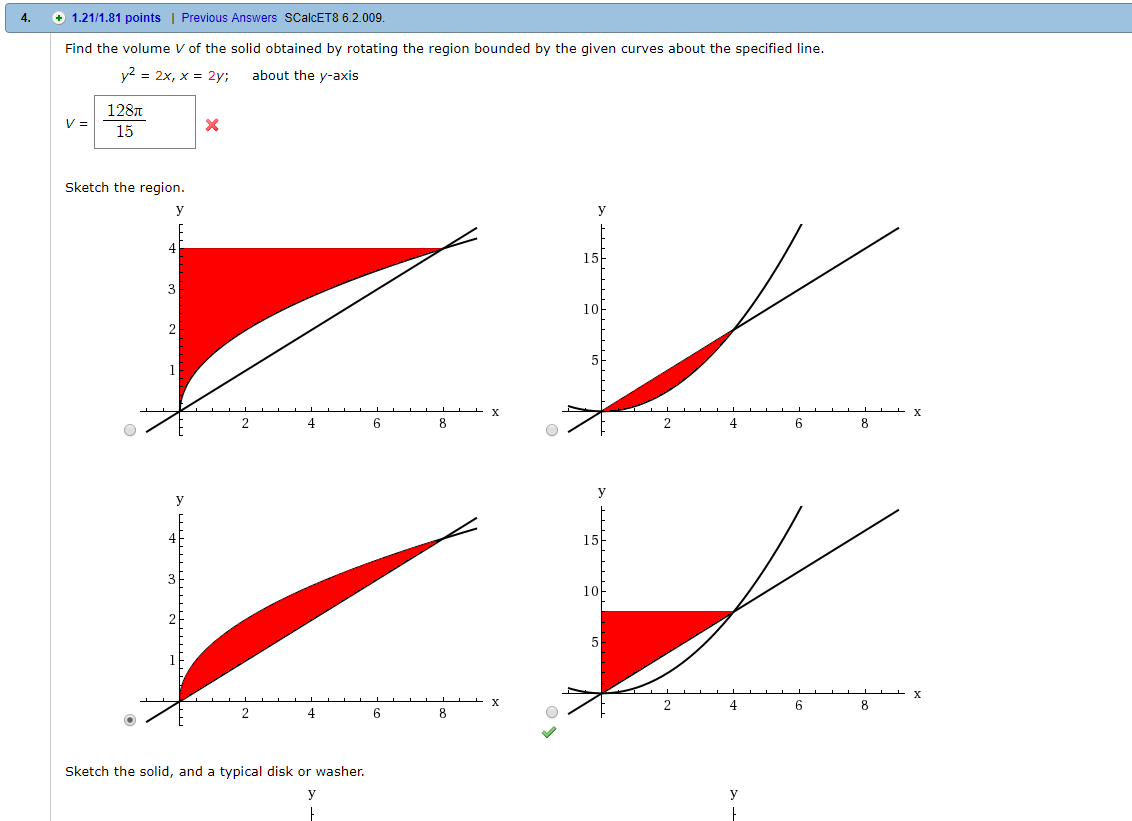 4. 1.21/1.81 points | Previous Answers SCalcET8 6.2.009.
Find the volume V of the solid obtained by rotating the region bounded by the given curves about the specified line.
y² = 2x, x = 2y; about the y-axis
V = 128π
15
Sketch the region.
y y
4
3
2
1
2 4 6 8 x
15
10
5
2 4 6 8 x
y y
4
3
2
1
2 4 6 8 x
15
10
5
2 4 6 8 x
Sketch the solid, and a typical disk or washer.
y y